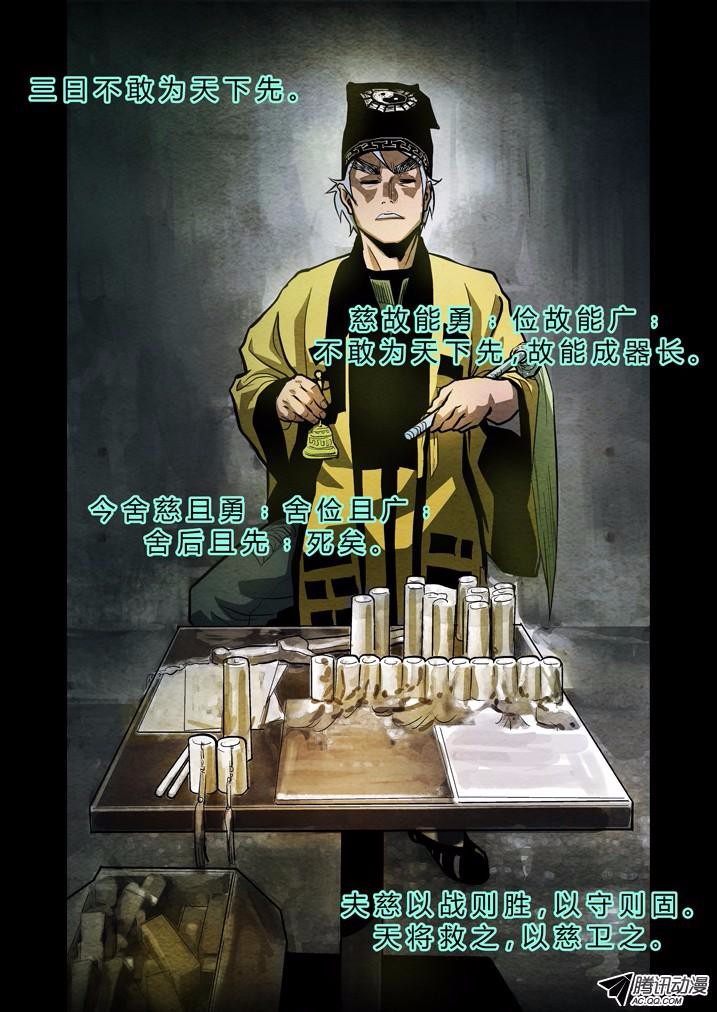 三日不敢为天下先。
慈故能勇；俭故能广；
不敢为天下先，故能成器长。
今舍慈且勇；舍俭且广；
舍后且先；死矣。
夫慈以战则胜，以守则固。
天将救之，以慈卫之。
腾讯动漫
AC.QQ.COM